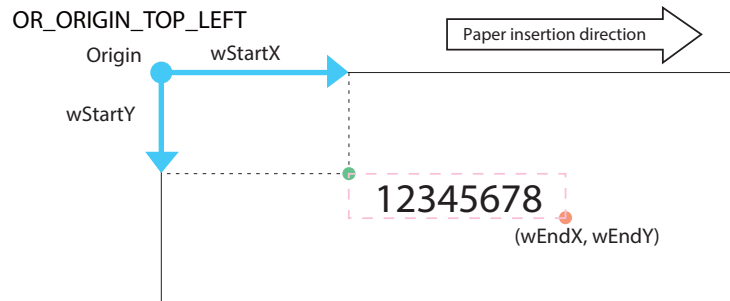 OR_ORIGIN_TOP_LEFT
Paper insertion direction
Origin
wStartX
wStartY
12345678
(wEndX, wEndY)